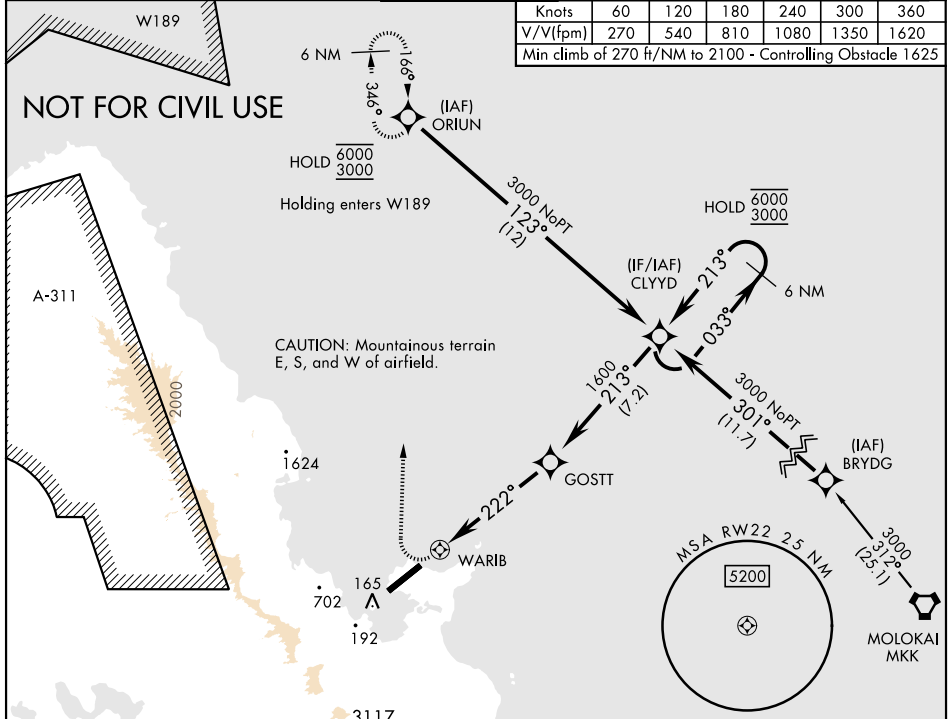 Knots 60 120 180 240 300 360
V/V(fpm) 270 540 810 1080 1350 1620
Min climb of 270 ft/NM to 2100 - Controlling Obstacle 1625
W189
6 NM
166°
346°
(IAF)
ORIUN
NOT FOR CIVIL USE
HOLD 6000
3000
Holding enters W189
3000 NoPT
123°
(12)
HOLD 6000
3000
(IF/IAF)
CLYYD
213°
6 NM
033°
A-311
CAUTION: Mountainous terrain
E, S, and W of airfield.
2000
1600
213°
(7.2)
3000 NoPT
301°
(11.7)
(IAF)
BRYDG
1624
GOSTT
222°
WARIB
MSA RW22 25 NM
5200
3000
312°
(25.1)
165
702
192
MOLOKAI
MKK
3117